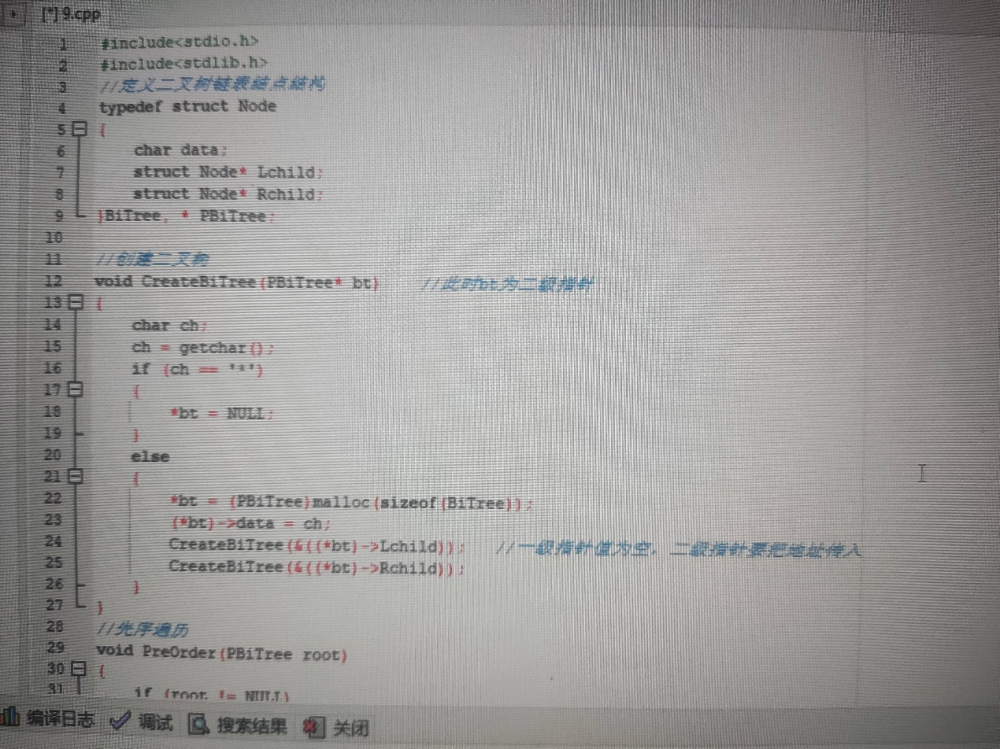 [*] 9.cpp
1 #include<stdio.h>
2 #include<stdlib.h>
3 //定义二叉树链表结点结构
4 typedef struct Node
5 {
6 char data;
7 struct Node* Lchild;
8 struct Node* Rchild;
9 }BiTree, * PBiTree;
10
11 //创建二叉树
12 void CreateBiTree(PBiTree* bt) //此时bt为二级指针
13 {
14 char ch;
15 ch = getchar();
16 if (ch == '*')
17 {
18 *bt = NULL;
19 }
20 else
21 {
22 *bt = (PBiTree)malloc(sizeof(BiTree));
23 (*bt)->data = ch;
24 CreateBiTree(&((*bt)->Lchild)); //一级指针值为空，二级指针要把地址传入
25 CreateBiTree(&((*bt)->Rchild));
26 }
27 }
28 //先序遍历
29 void PreOrder(PBiTree root)
30 {
31 if (root != NULL)
编译日志 调试 搜索结果 关闭